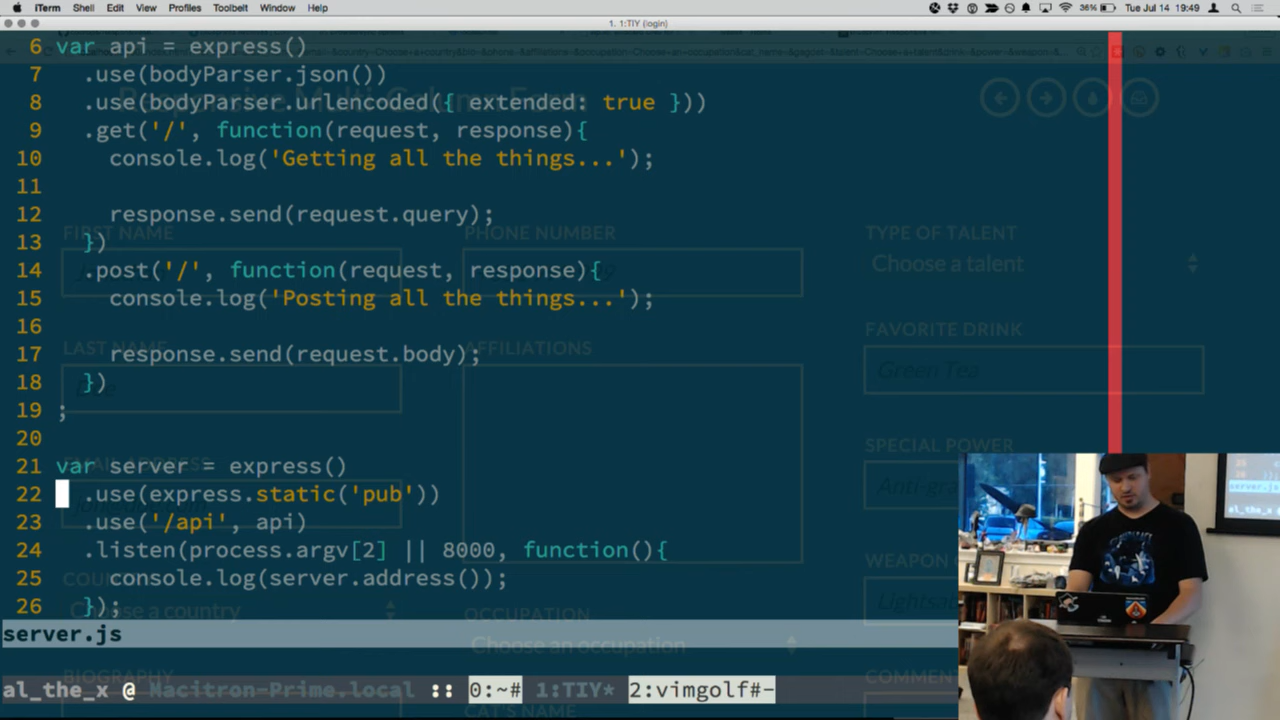 iTerm Shell Edit View Profiles Toolbelt Window Help 36% Tue Jul 14 19:49
1. 1:TIY (login)
6 var api = express()
7 .use(bodyParser.json())
8 .use(bodyParser.urlencoded({ extended: true }))
9 .get('/', function(request, response){
10 console.log('Getting all the things...');
11
12 response.send(request.query);
FIRST NAME PHONE NUMBER TYPE OF TALENT
13 })
Choose a talent
14 .post('/', function(request, response){
15 console.log('Posting all the things...');
16
FAVORITE DRINK
LAST NAME AFFILIATIONS
17 response.send(request.body);
Green Tea
18 })
19 ;
20
SPECIAL POWER
EMAIL ADDRESS
21 var server = express()
22 .use(express.static('pub'))
23 .use('/api', api)
24 .listen(process.argv[2] || 8000, function(){
25 console.log(server.address());
26 });
Choose a country
OCCUPATION
Choose an occupation
server.js
server.js
BIOGRAPHY
al_the_x @ Macitron-Prime.local :: 0:~# 1:TIY* 2:vimgolf#-
CAT'S NAME